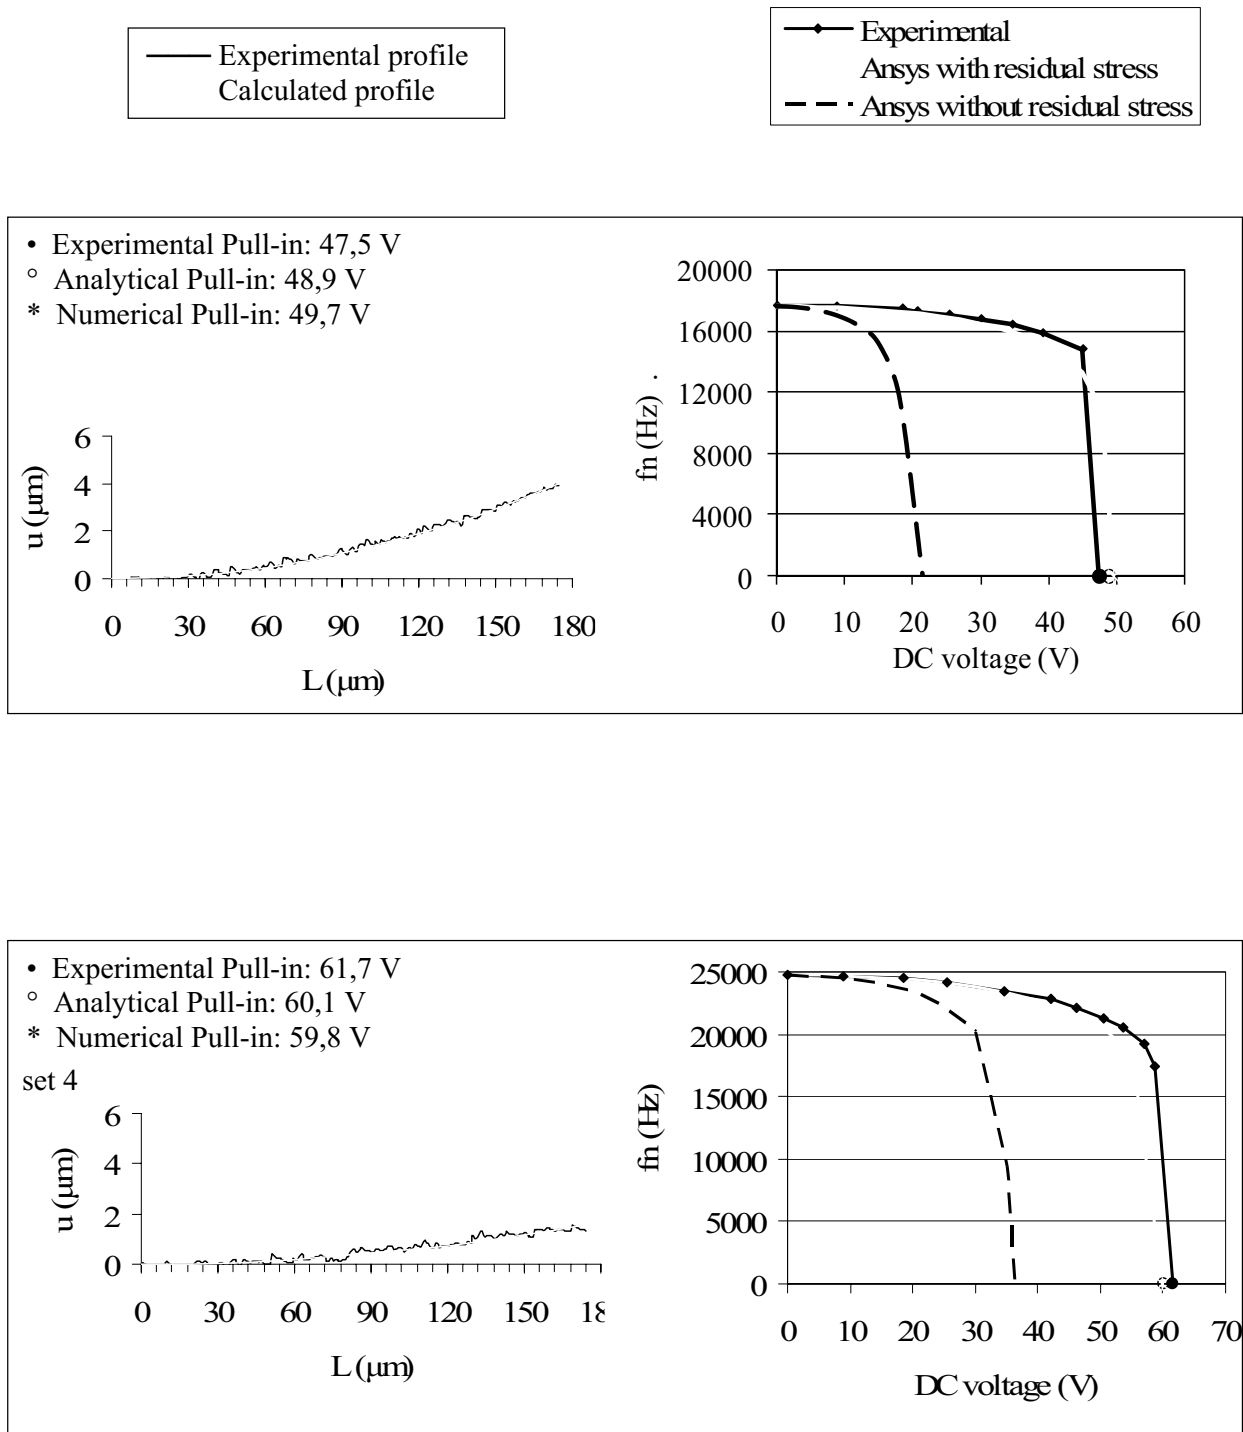 Experimental profile
Calculated profile
Experimental
Ansys with residual stress
Ansys without residual stress
• Experimental Pull-in: 47,5 V
° Analytical Pull-in: 48,9 V
* Numerical Pull-in: 49,7 V
u (μm)
6
4
2
0
0 30 60 90 120 150 180
L (μm)
fn (Hz) .
20000
16000
12000
8000
4000
0
0 10 20 30 40 50 60
DC voltage (V)
• Experimental Pull-in: 61,7 V
° Analytical Pull-in: 60,1 V
* Numerical Pull-in: 59,8 V
set 4
u (μm)
6
4
2
0
0 30 60 90 120 150 18
L (μm)
fn (Hz)
25000
20000
15000
10000
5000
0
0 10 20 30 40 50 60 70
DC voltage (V)